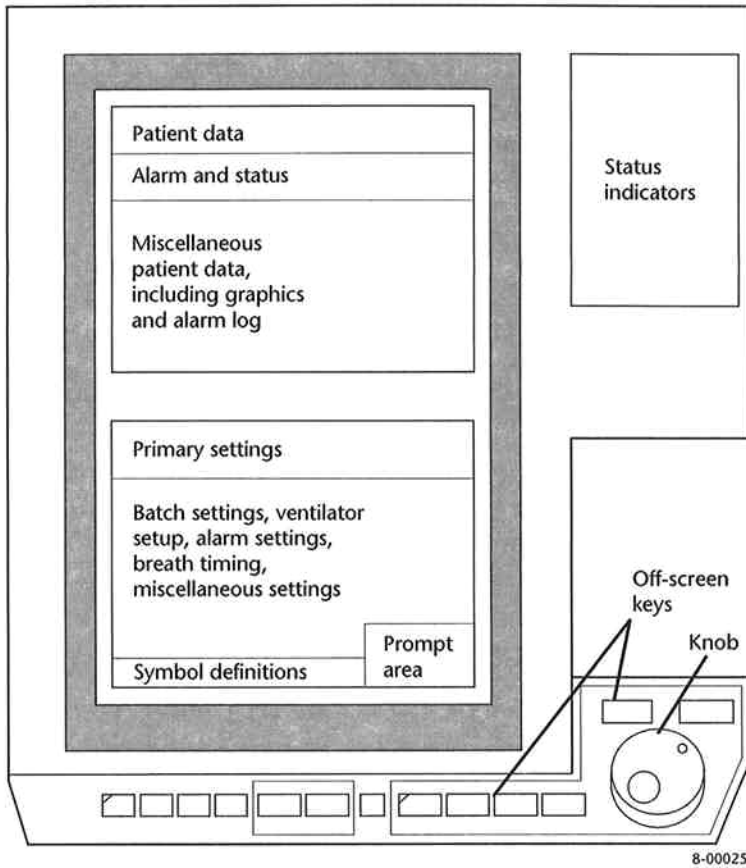 Patient data
Alarm and status
Miscellaneous
patient data,
including graphics
and alarm log
Status
indicators
Primary settings
Batch settings, ventilator
setup, alarm settings,
breath timing,
miscellaneous settings
Prompt
area
Symbol definitions
Off-screen
keys
Knob
8-00025